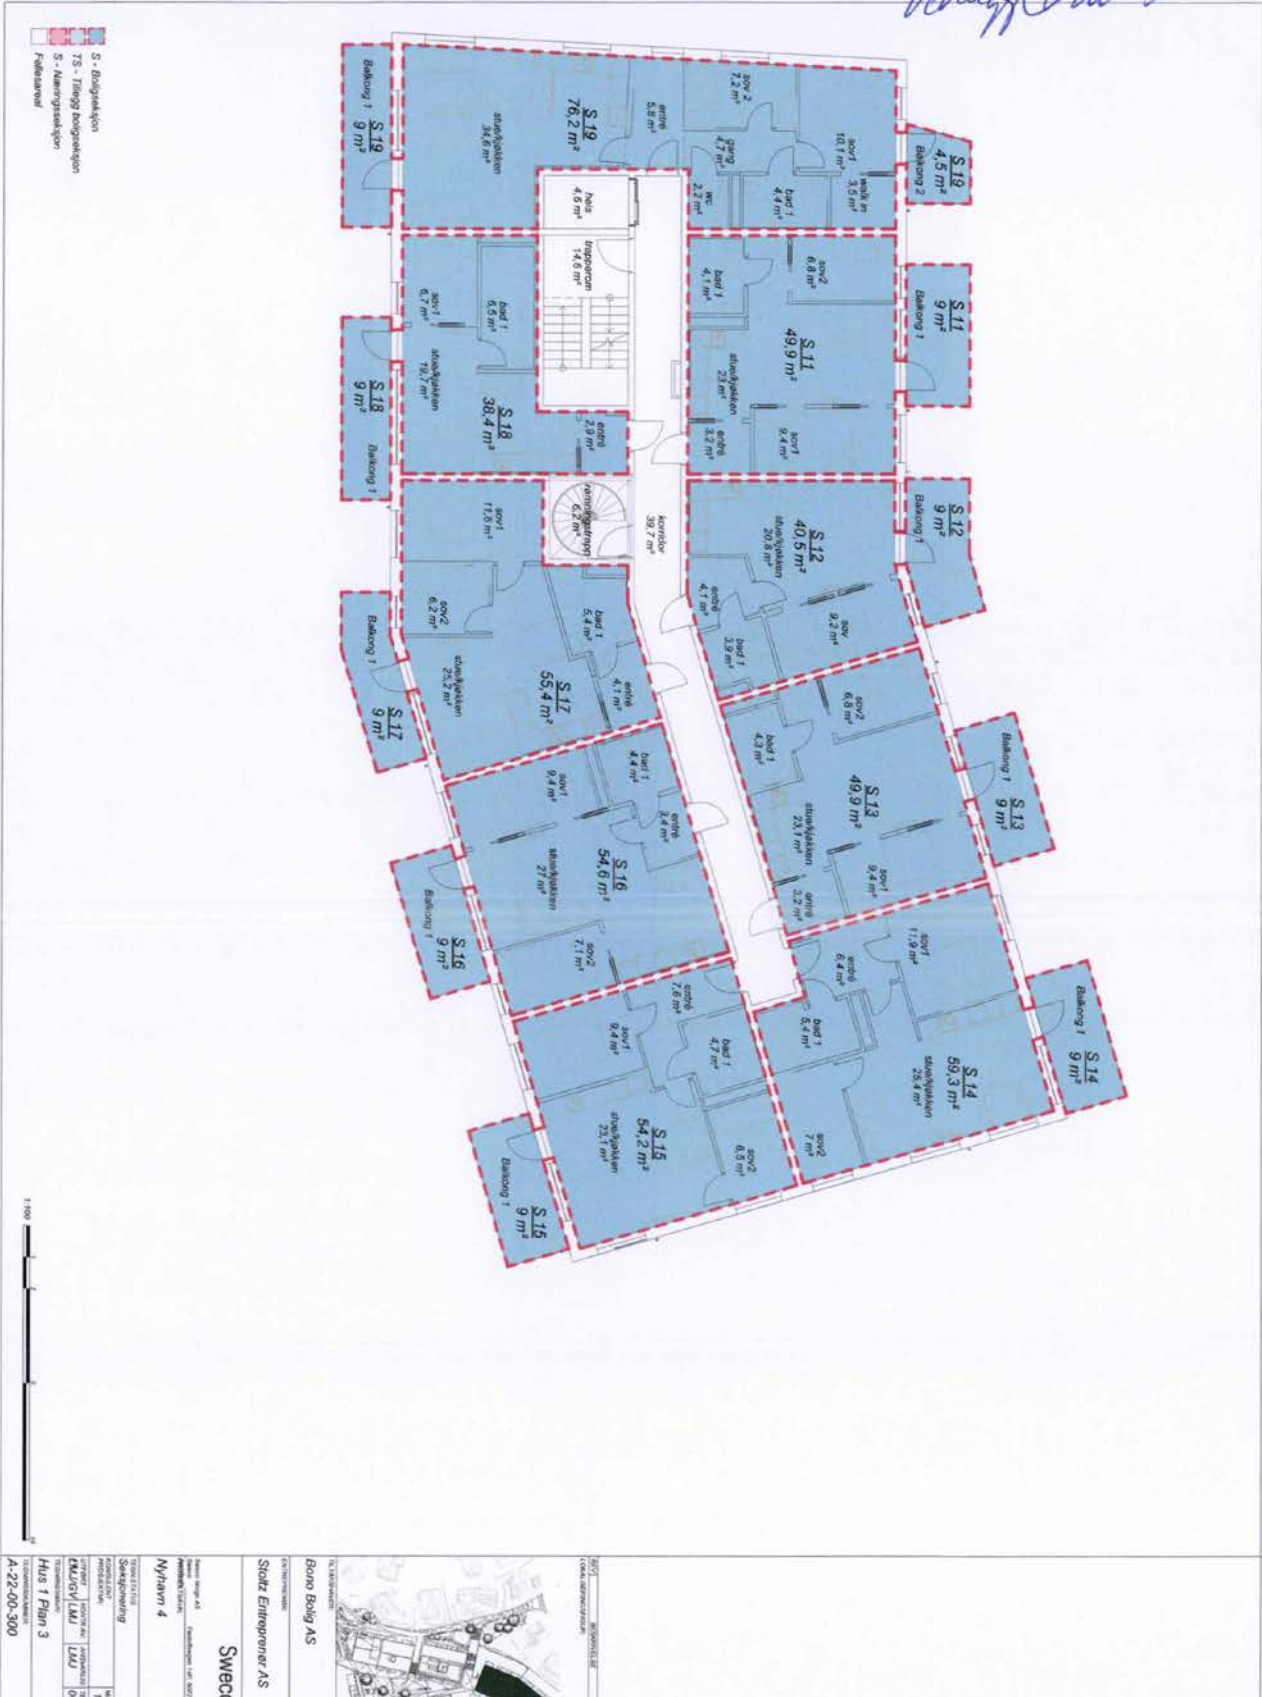 S 19
4,5 m²
Balkong 2
S 11
9 m²
Balkong 1
S 12
9 m²
Balkong 1
Balkong 1
S 13
9 m²
Balkong 1
S 14
9 m²
sov1
10,1 m²
walk in
3,5 m²
sov 2
7,2 m²
bad 1
4,4 m²
gang
4,7 m²
wc
2,2 m²
entré
5,8 m²
S 19
76,2 m²
stue/kjøkken
34,6 m²
Balkong 1
S 19
9 m²
heis
4,6 m²
trapperom
14,6 m²
sov2
6,8 m²
bad 1
4,1 m²
S 11
49,9 m²
stue/kjøkken
23 m²
sov1
9,4 m²
entré
3,2 m²
bad 1
6,5 m²
sov1
6,7 m²
stue/kjøkken
19,7 m²
S 18
38,4 m²
entré
2,9 m²
S 18
9 m²
Balkong 1
korridor
39,7 m²
rømningstrapp
6,2 m²
S 12
40,5 m²
stue/kjøkken
20,8 m²
sov
9,2 m²
entré
4,1 m²
bad 1
3,9 m²
sov1
11,6 m²
sov2
6,2 m²
bad 1
5,4 m²
entré
4,1 m²
S 17
55,4 m²
stue/kjøkken
25,2 m²
Balkong 1
S 17
9 m²
sov2
6,8 m²
bad 1
4,3 m²
S 13
49,9 m²
stue/kjøkken
23,1 m²
sov1
9,4 m²
entré
3,2 m²
bad 1
4,4 m²
entré
3,4 m²
sov1
9,4 m²
S 16
54,6 m²
stue/kjøkken
27 m²
sov2
7,1 m²
Balkong 1
S 16
9 m²
sov1
11,9 m²
entré
6,4 m²
bad 1
5,4 m²
S 14
59,3 m²
stue/kjøkken
25,4 m²
sov2
7 m²
entré
7,6 m²
bad 1
4,7 m²
sov1
9,4 m²
S 15
54,2 m²
stue/kjøkken
23,1 m²
sov2
6,5 m²
Balkong 1
S 15
9 m²
S - Boligseksjon
TS - Tillegg boligseksjon
S - Næringsseksjon
Fellesareal
1:100
TILTAKSHAVER:
Bono Bolig AS
ENTREPRENØR:
Stoltz Entreprenør AS
Sweco
Nyhavn 4
Seksjonering
EMJ/GV
LMJ
LMJ
Hus 1 Plan 3
A-22-00-300